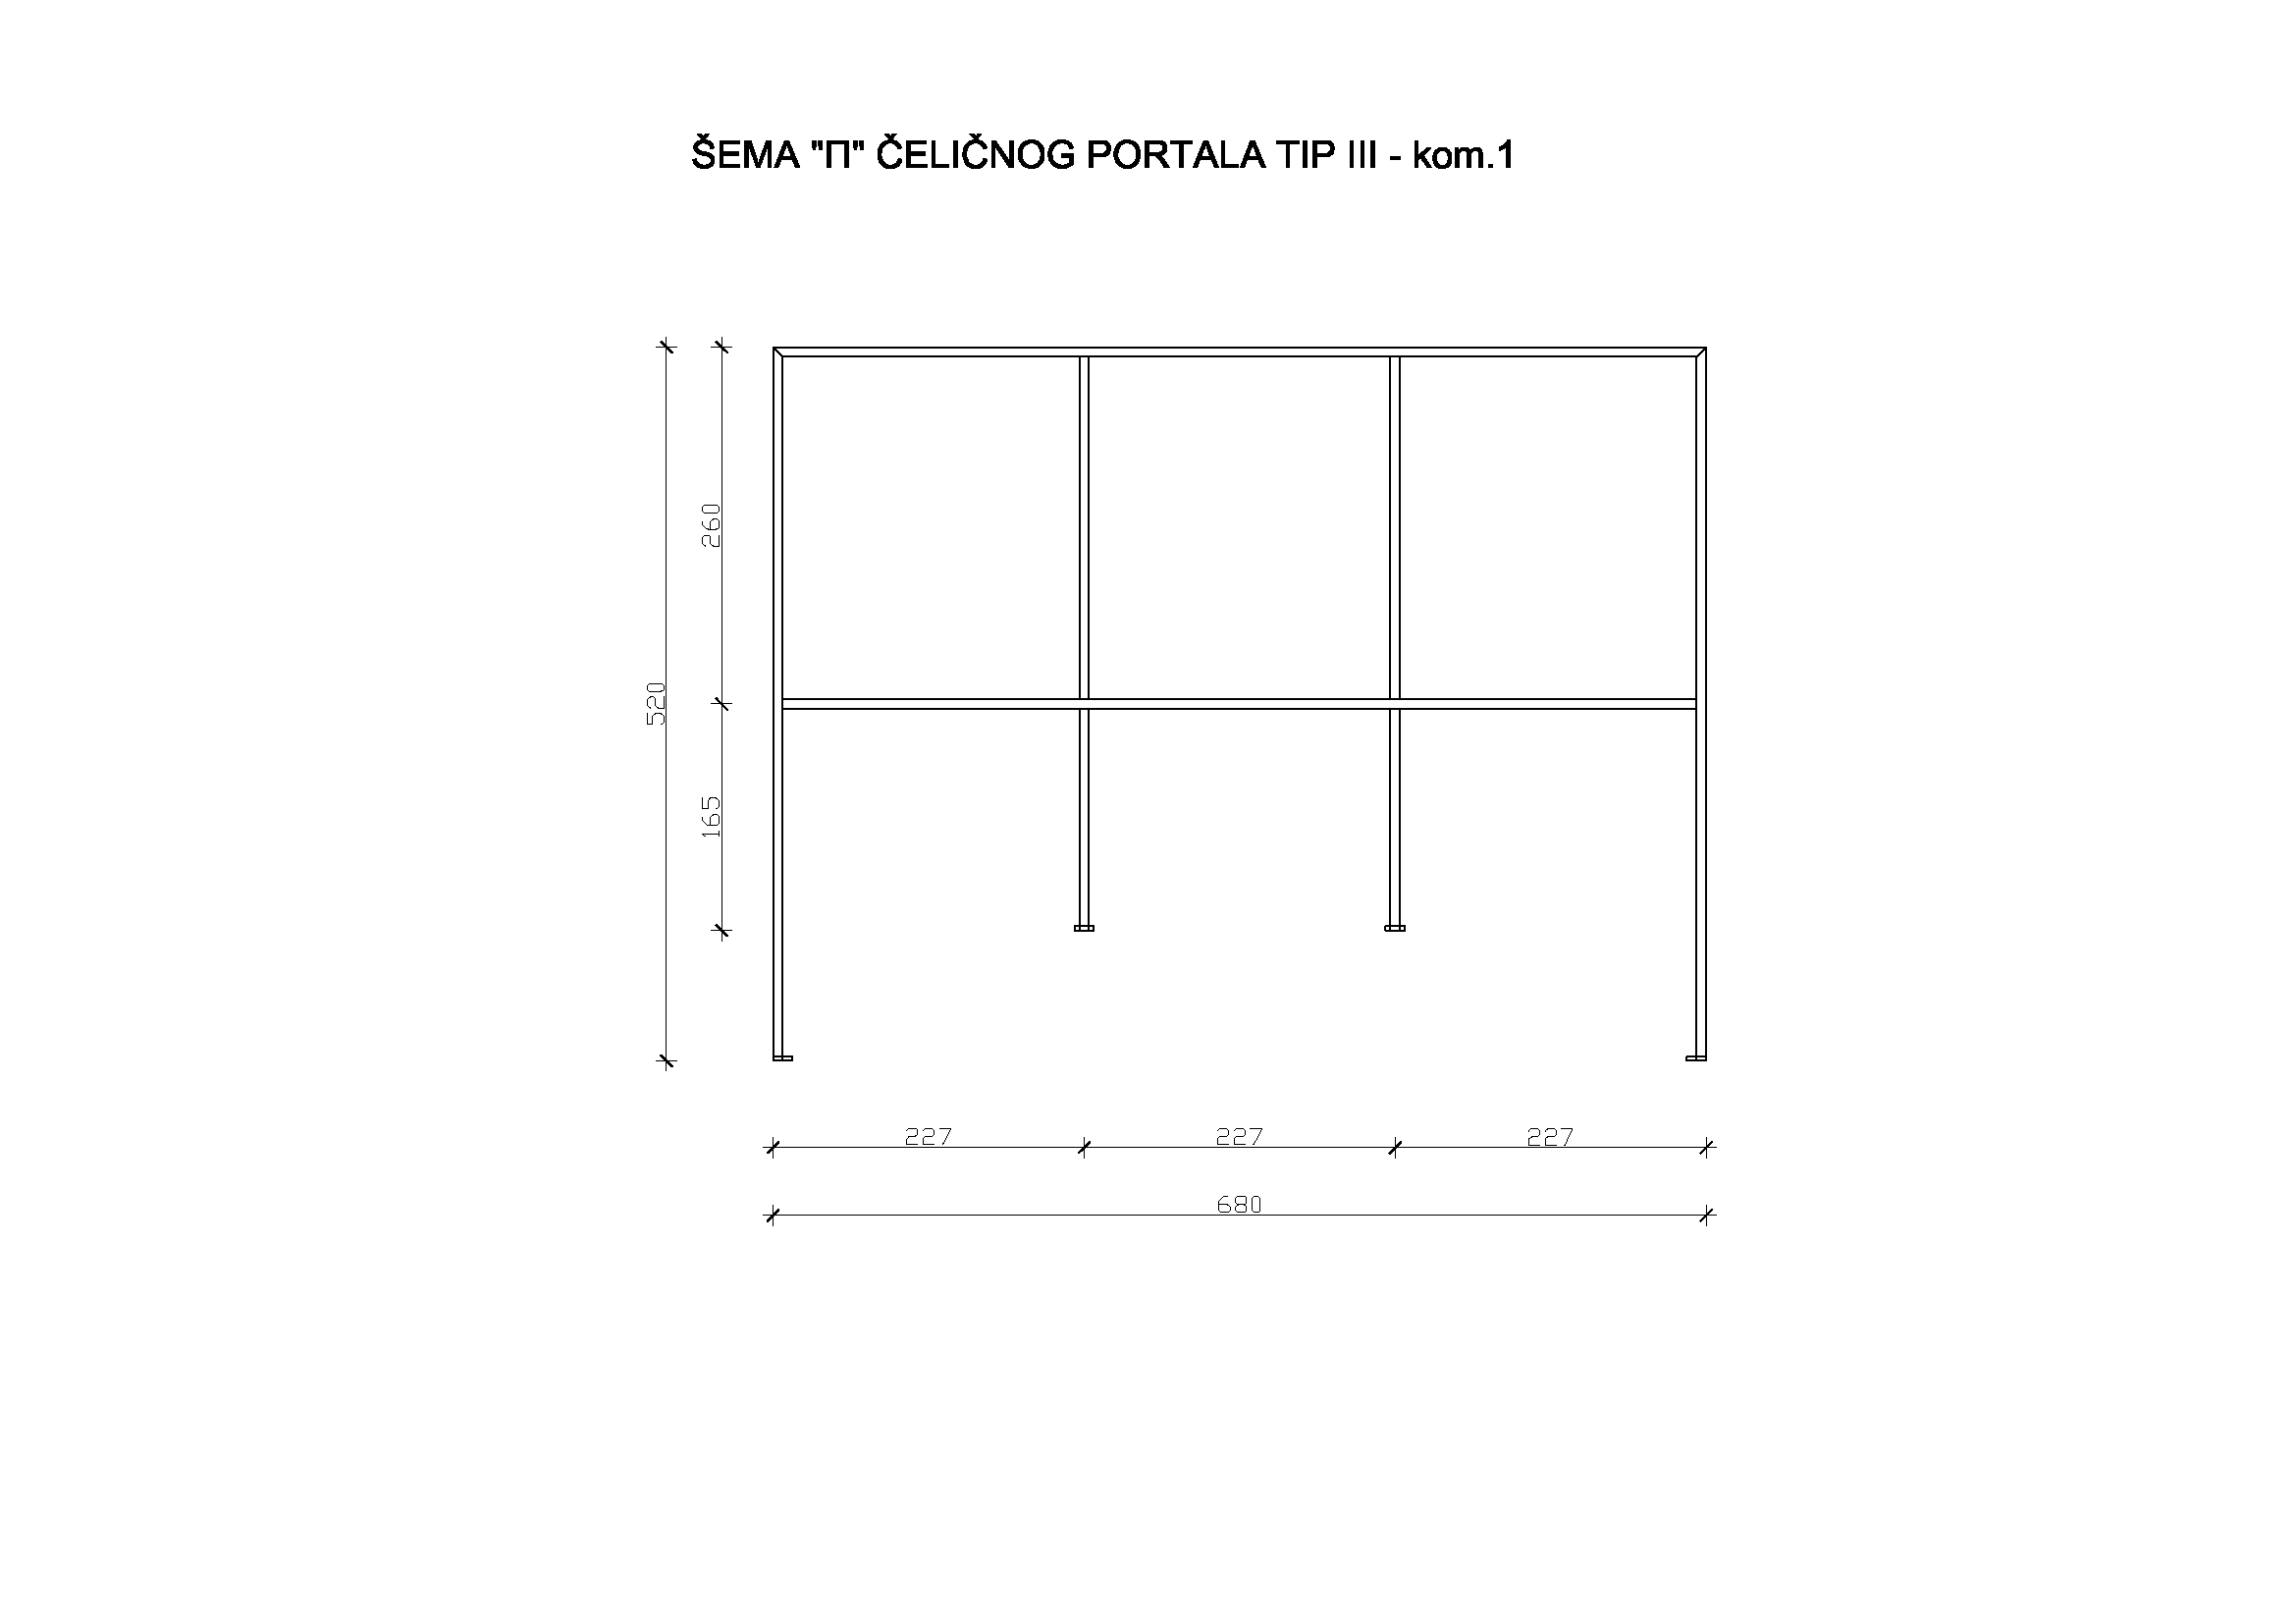 ŠEMA "П" ČELIČNOG PORTALA TIP III - kom.1
260
520
165
227 227 227
680